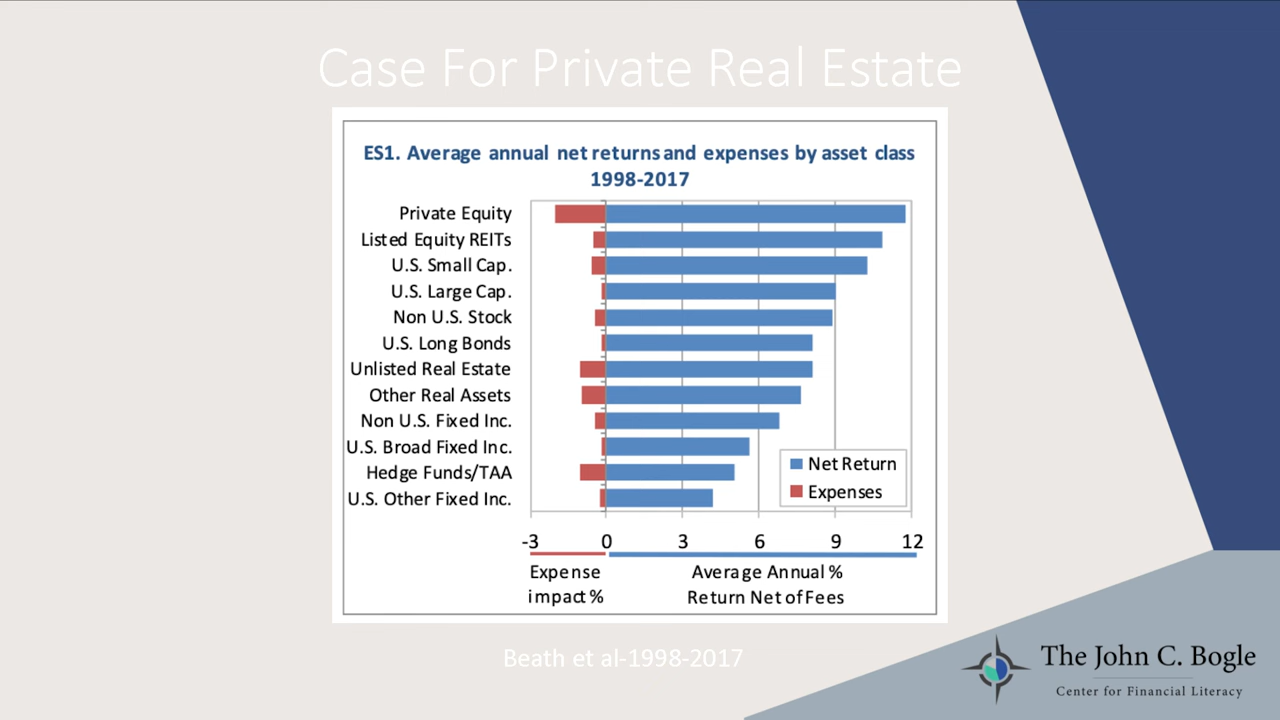 Case For Private Real Estate
ES1. Average annual net returns and expenses by asset class
1998-2017
Private Equity
Listed Equity REITs
U.S. Small Cap.
U.S. Large Cap.
Non U.S. Stock
U.S. Long Bonds
Unlisted Real Estate
Other Real Assets
Non U.S. Fixed Inc.
U.S. Broad Fixed Inc.
Hedge Funds/TAA
U.S. Other Fixed Inc.
Net Return
Expenses
-3 0 3 6 9 12
Expense
impact %
Average Annual %
Return Net of Fees
Beath et al-1998-2017
The John C. Bogle
Center for Financial Literacy